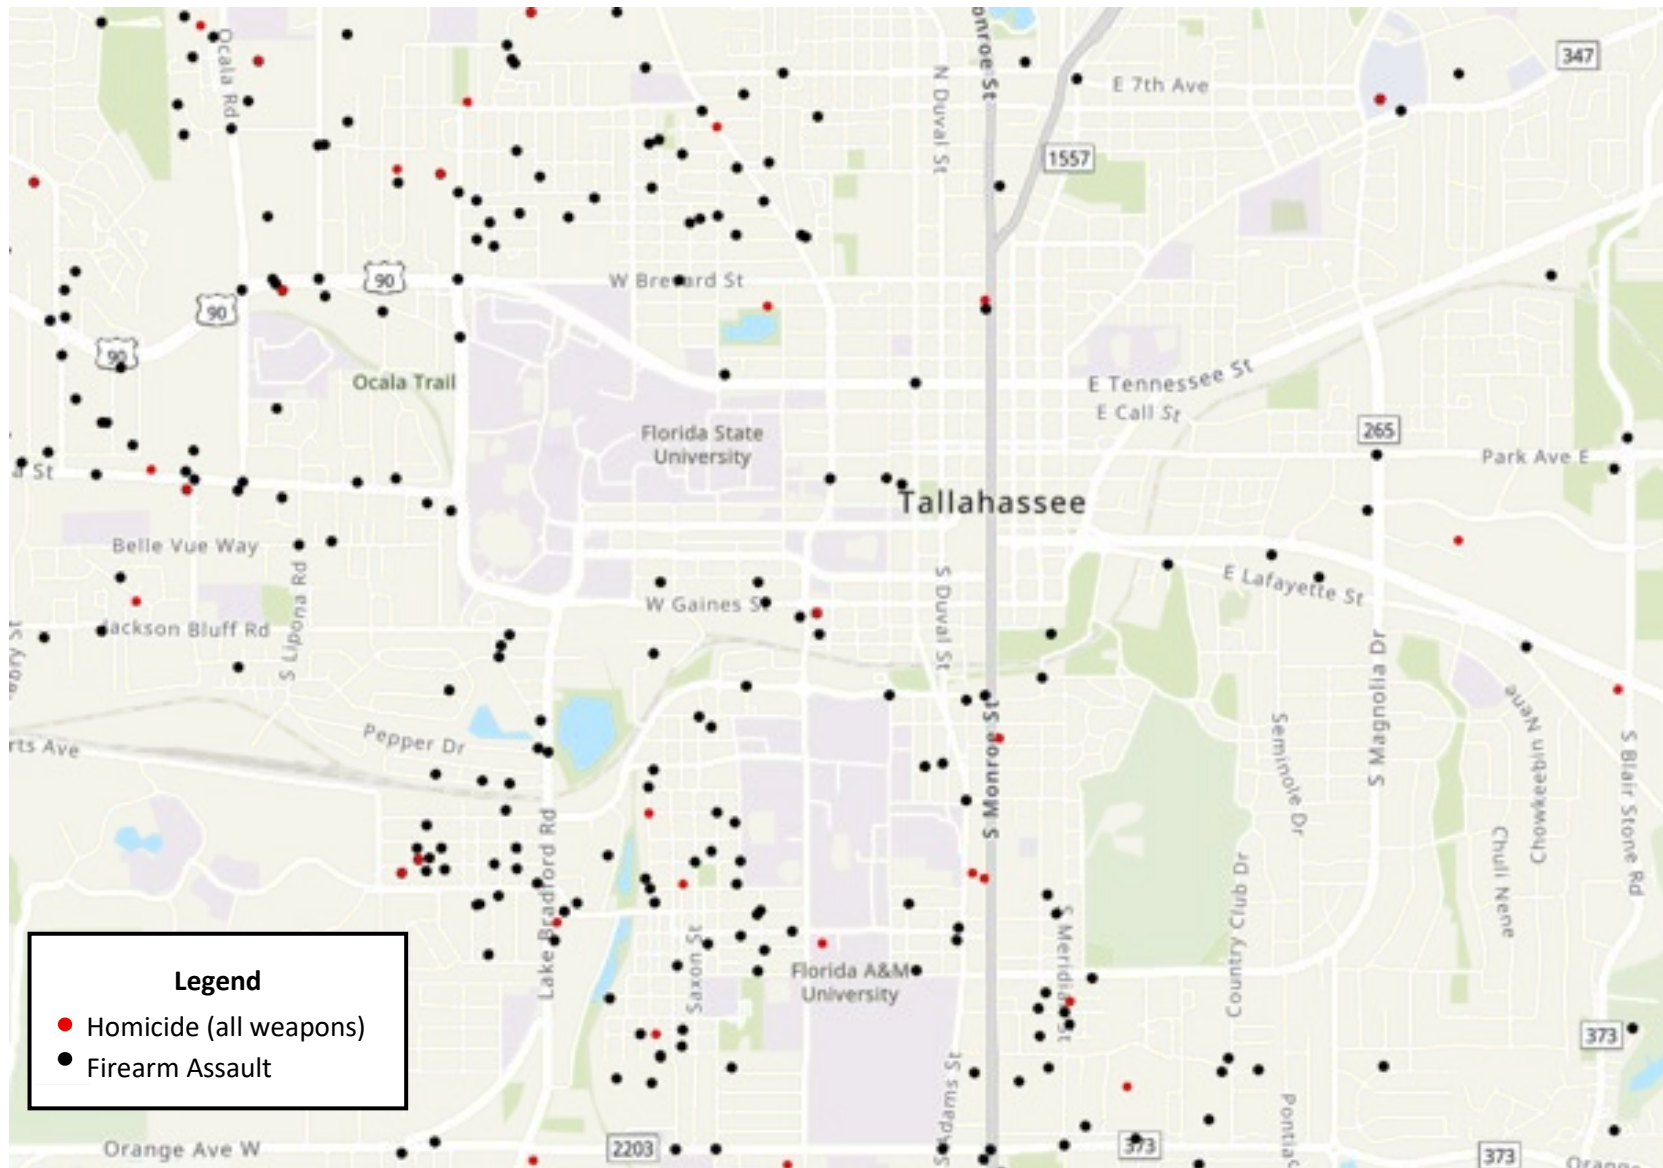 onroe St
347
Ocala Rd
N Duval St
E 7th Ave
1557
90
W Brevard St
90
90
Ocala Trail
E Tennessee St
E Call St
Florida State
University
265
Park Ave E
a St
Tallahassee
Belle Vue Way
S Lipona Rd
W Gaines S
S Duval St
E Lafayette St
Jackson Bluff Rd
S Magnolia Dr
Pepper Dr
rts Ave
S Monroe St
Seminole Dr
Chowkeebin Nene
S Blair Stone Rd
Chuli Nene
Lake Bradford Rd
Country Club Dr
Saxon St
S Meridian St
Florida A&M
University
Legend
Homicide (all weapons)
Firearm Assault
373
S Adams St
Orange Ave W
2203
373
373